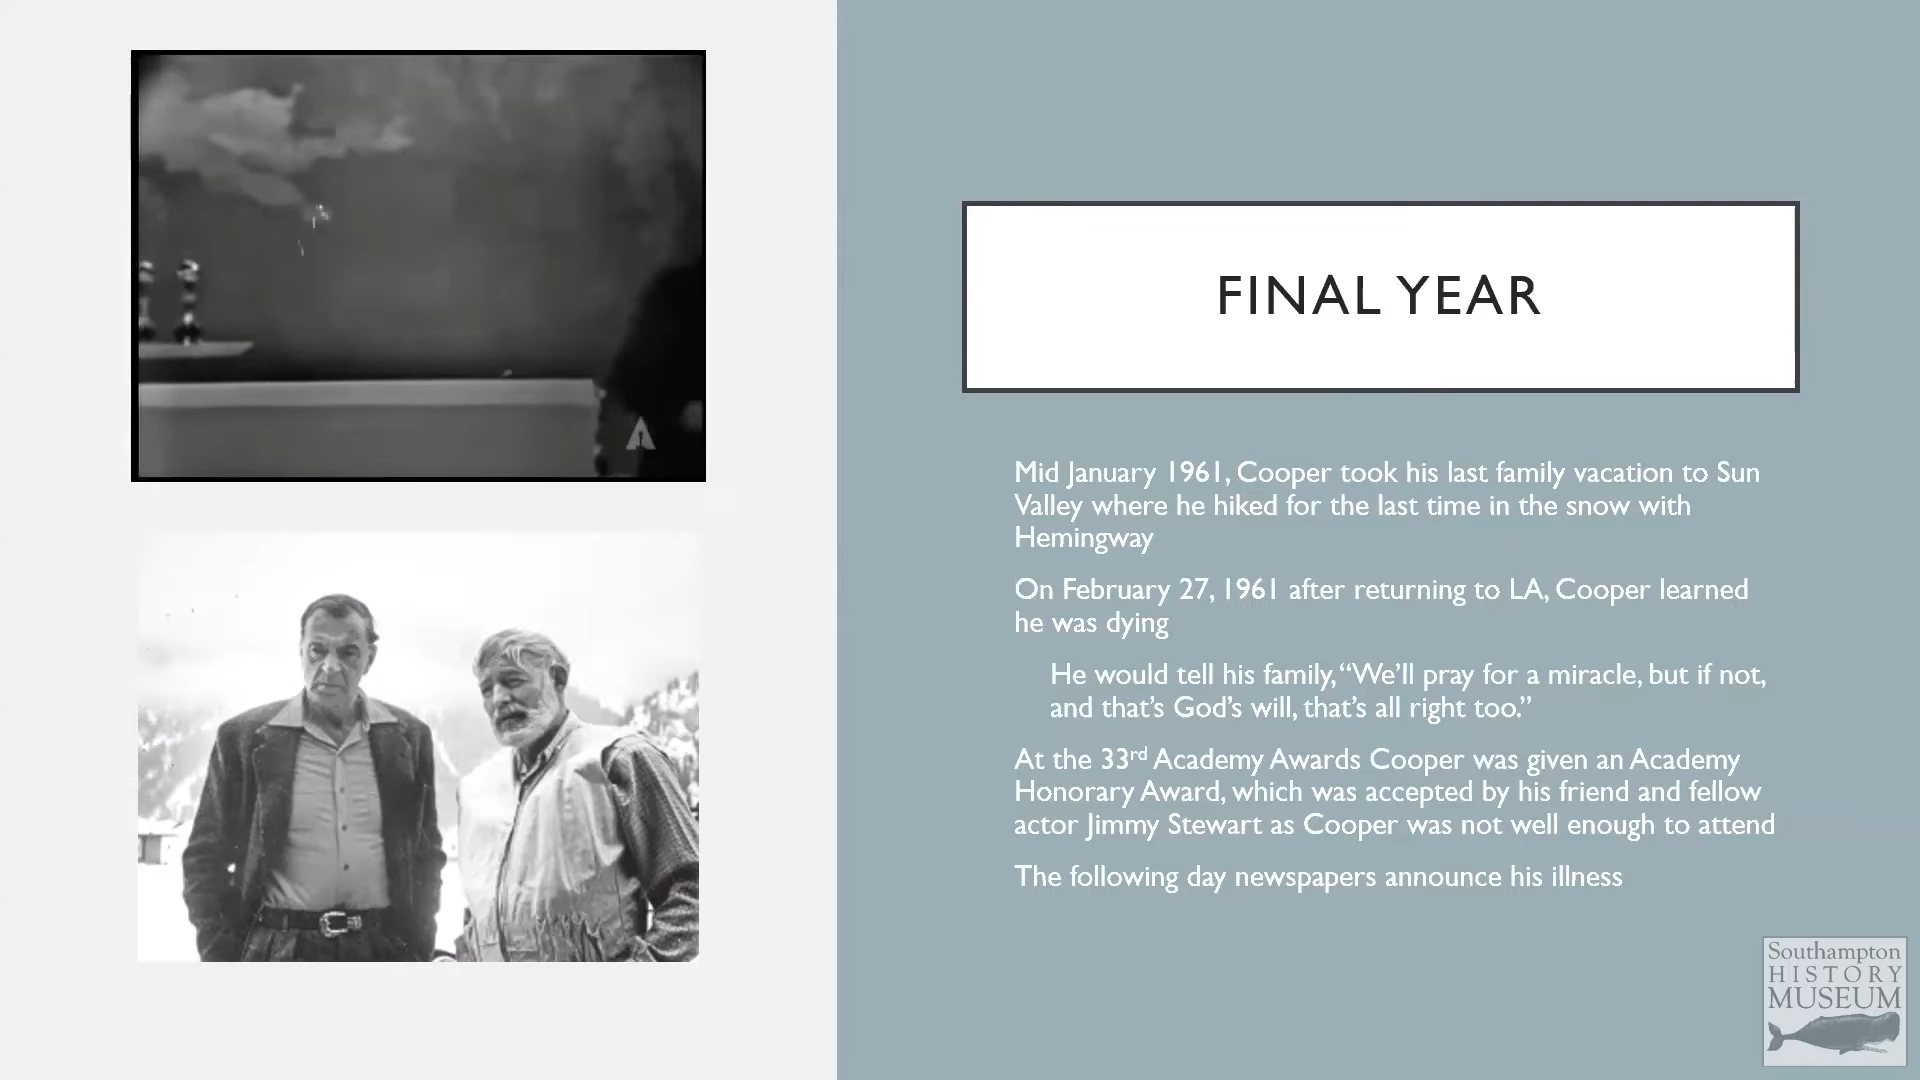 FINAL YEAR
Mid January 1961, Cooper took his last family vacation to Sun
Valley where he hiked for the last time in the snow with
Hemingway
On February 27, 1961 after returning to LA, Cooper learned
he was dying
He would tell his family, “We’ll pray for a miracle, but if not,
and that’s God’s will, that’s all right too.”
At the 33rd Academy Awards Cooper was given an Academy
Honorary Award, which was accepted by his friend and fellow
actor Jimmy Stewart as Cooper was not well enough to attend
The following day newspapers announce his illness
Southampton
HISTORY
MUSEUM